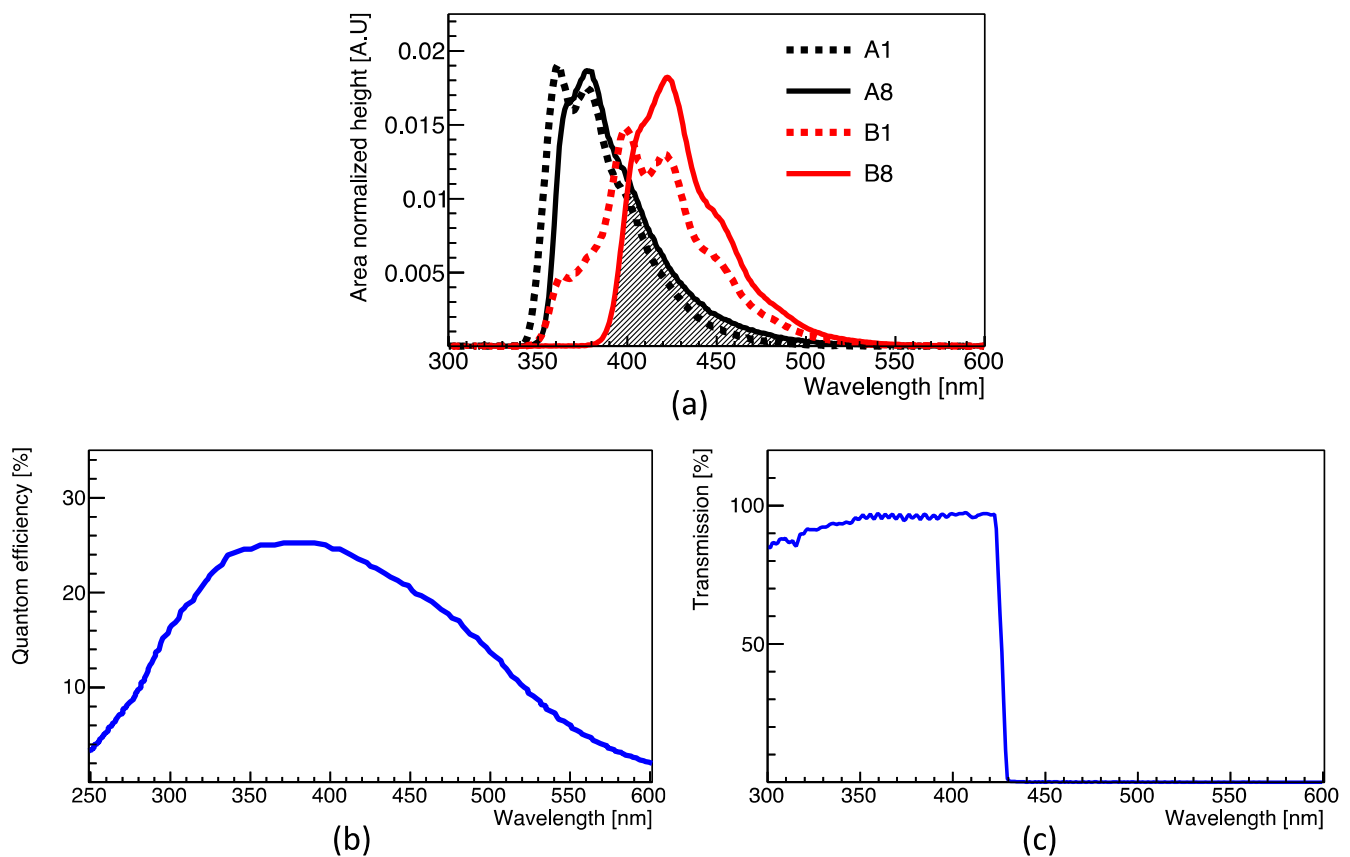 Area normalized height [A.U]
0.02
0.015
0.01
0.005
A1
A8
B1
B8
300 350 400 450 500 550 600
Wavelength [nm]
(a)
Quantom efficiency [%]
30
20
10
250 300 350 400 450 500 550 600
Wavelength [nm]
(b)
Transmission [%]
100
50
300 350 400 450 500 550 600
Wavelength [nm]
(c)